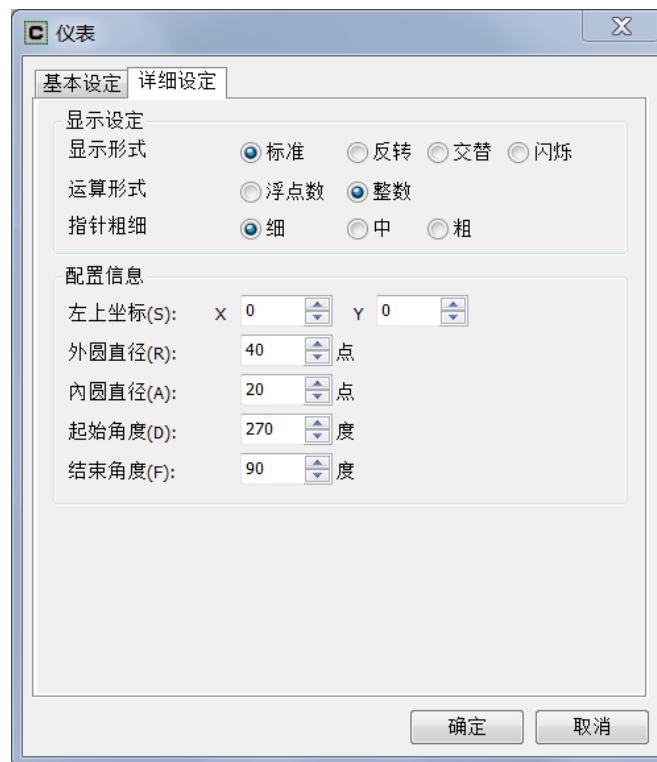 C 仪表
基本设定 详细设定
显示设定
显示形式 标准 反转 交替 闪烁
运算形式 浮点数 整数
指针粗细 细 中 粗
配置信息
左上坐标(S): X 0 Y 0
外圆直径(R): 40 点
內圆直径(A): 20 点
起始角度(D): 270 度
结束角度(F): 90 度
确定 取消